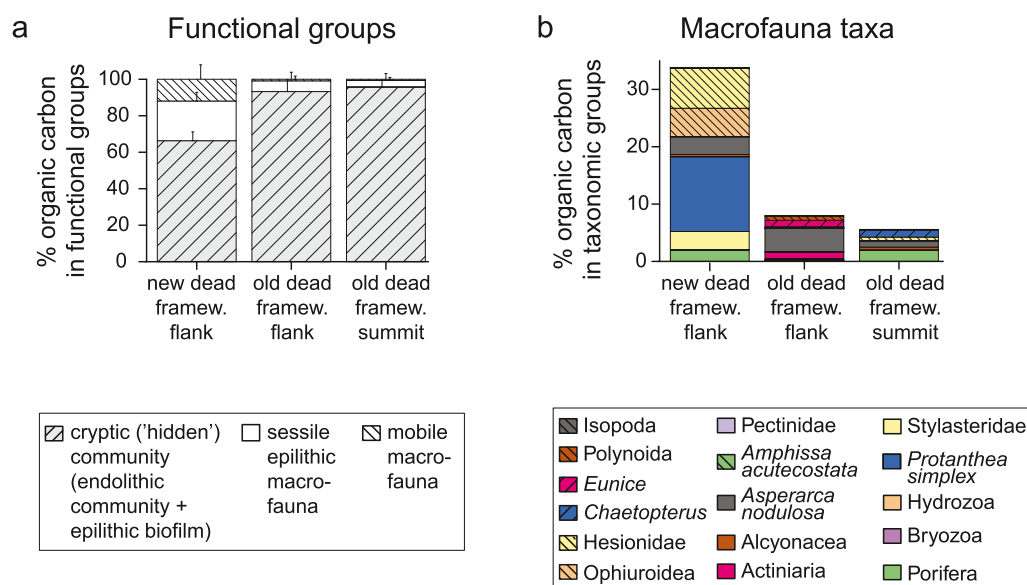 a
Functional groups
% organic carbon
in functional groups
100
80
60
40
20
0
new dead
framew.
flank
old dead
framew.
flank
old dead
framew.
summit
cryptic ('hidden')
community
(endolithic
community +
epilithic biofilm)
sessile
epilithic
macro-
fauna
mobile
macro-
fauna
b
Macrofauna taxa
% organic carbon
in taxonomic groups
30
20
10
0
new dead
framew.
flank
old dead
framew.
flank
old dead
framew.
summit
Isopoda
Polynoida
Eunice
Chaetopterus
Hesionidae
Ophiuroidea
Pectinidae
Amphissa
acutecostata
Asperarca
nodulosa
Alcyonacea
Actiniaria
Stylasteridae
Protanthea
simplex
Hydrozoa
Bryozoa
Porifera